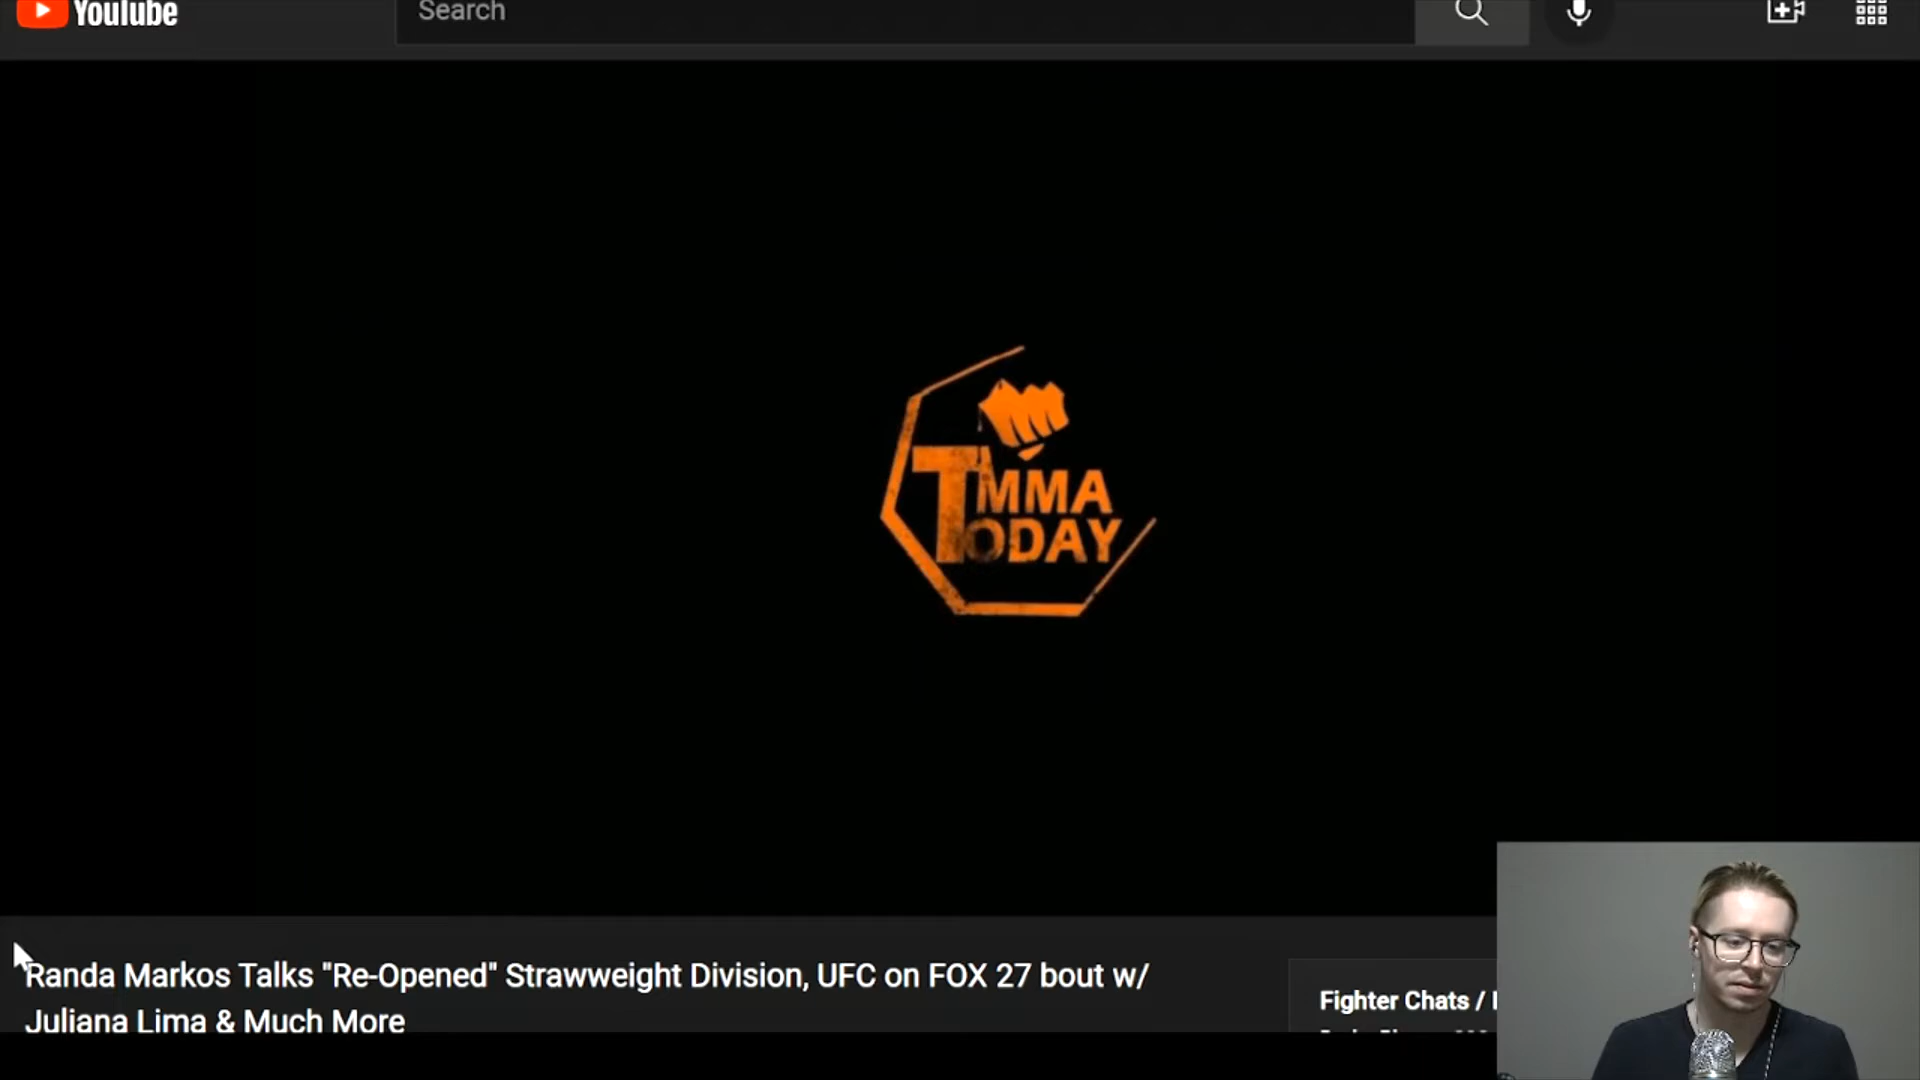 YouTube
Search
MMA
TODAY
Randa Markos Talks "Re-Opened" Strawweight Division, UFC on FOX 27 bout w/
Juliana Lima & Much More
Fighter Chats /